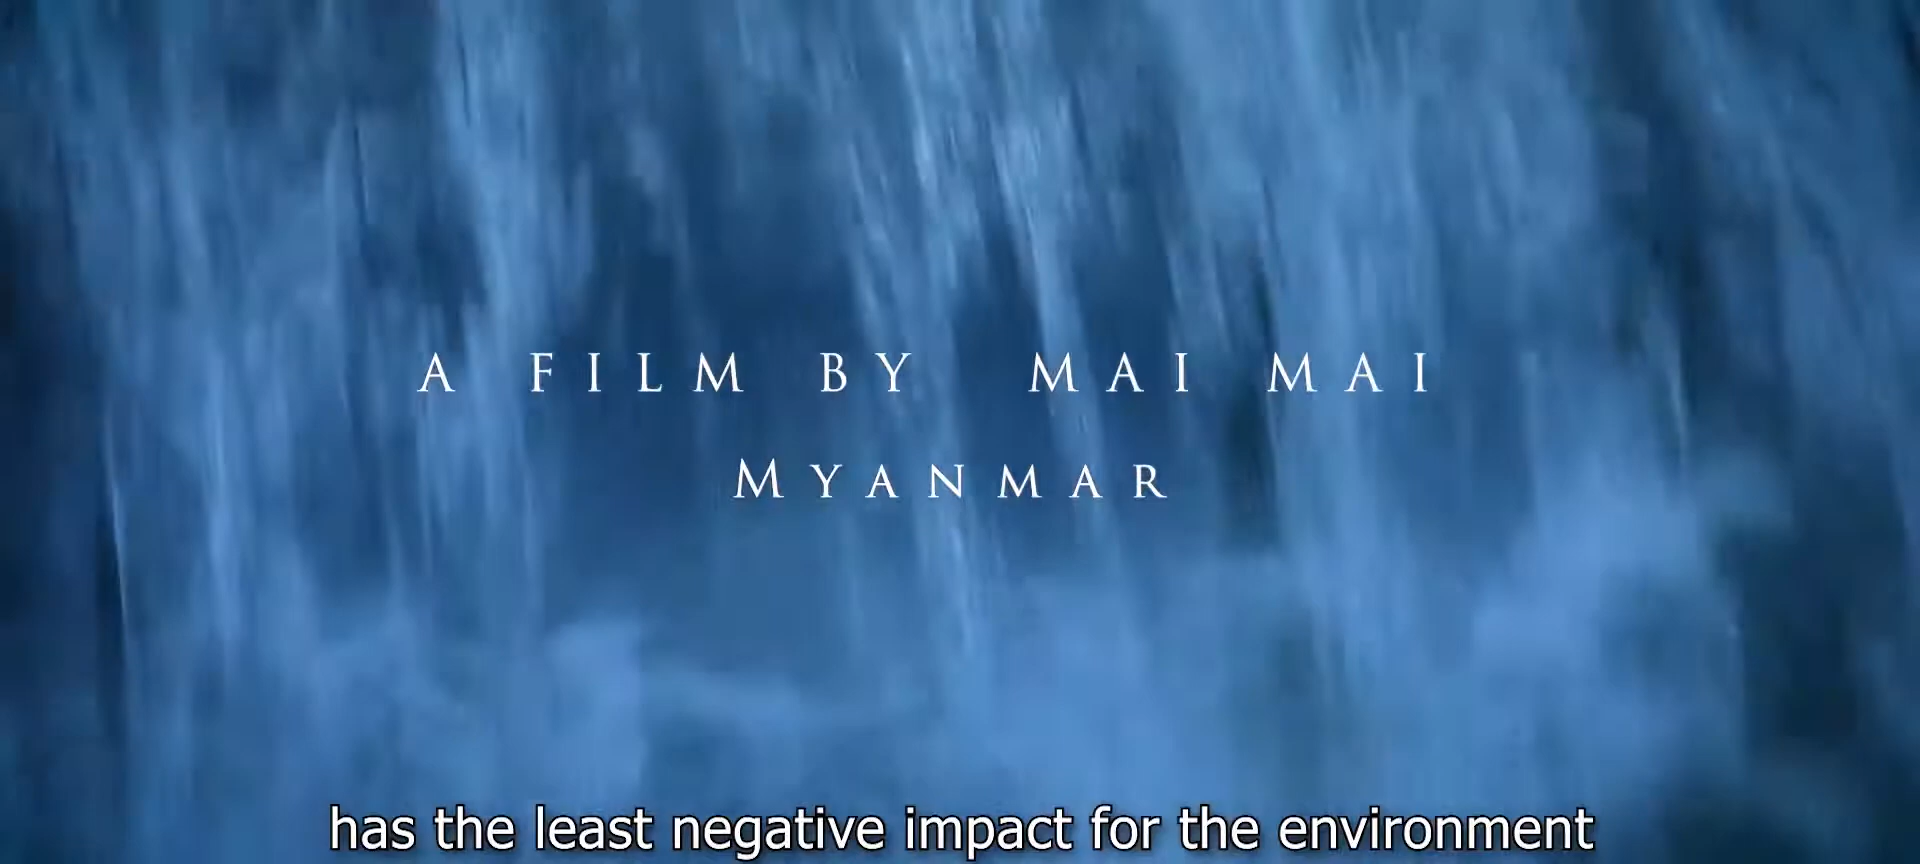 A FILM BY MAI MAI
MYANMAR
has the least negative impact for the environment